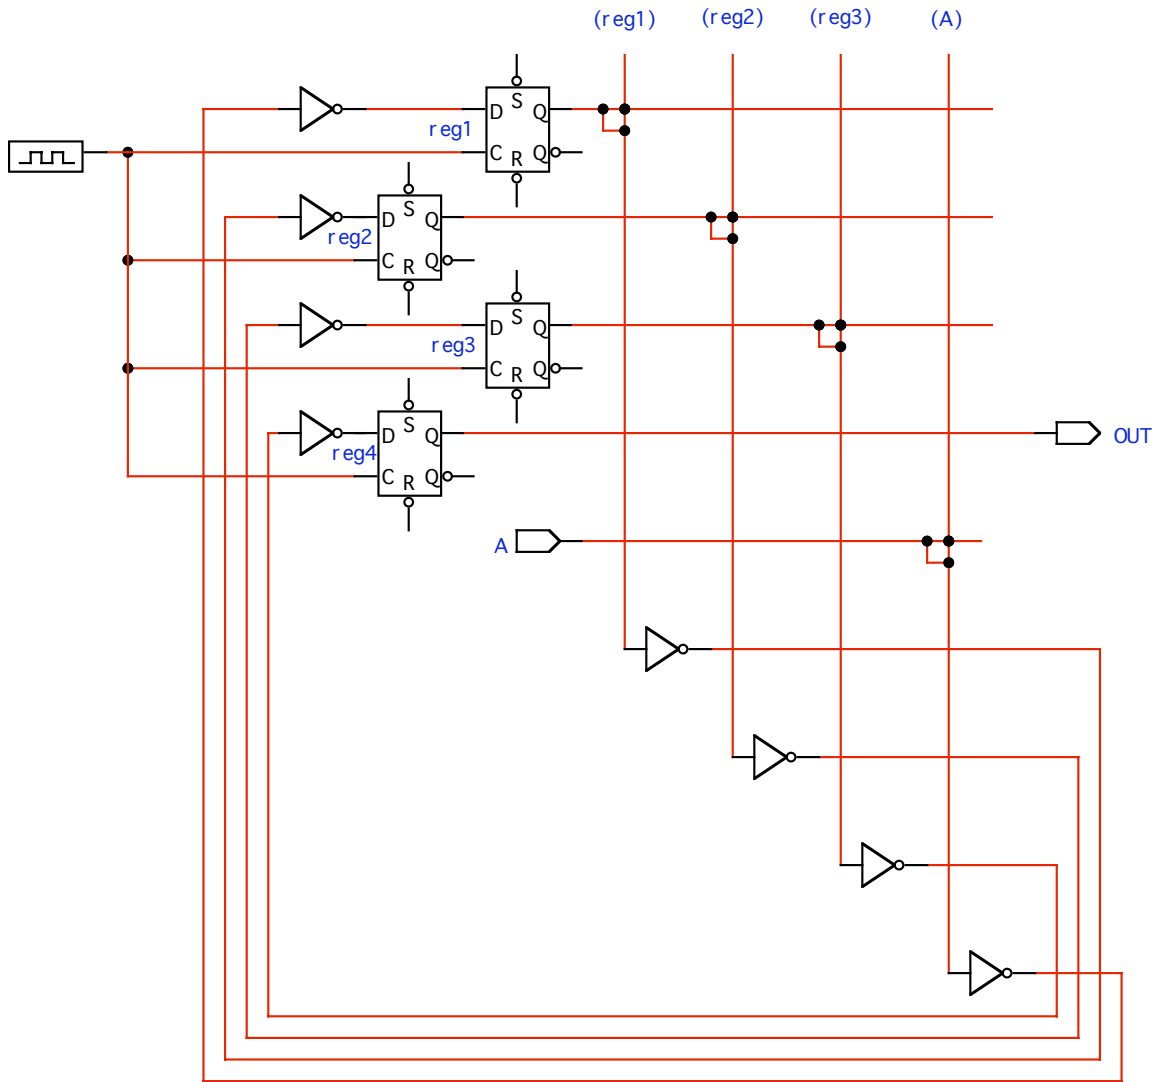 (reg1) (reg2) (reg3) (A)
S
D Q
reg1
C R Q
S
D Q
reg2
C R Q
S
D Q
reg3
C R Q
S
D Q
reg4
C R Q
OUT
A